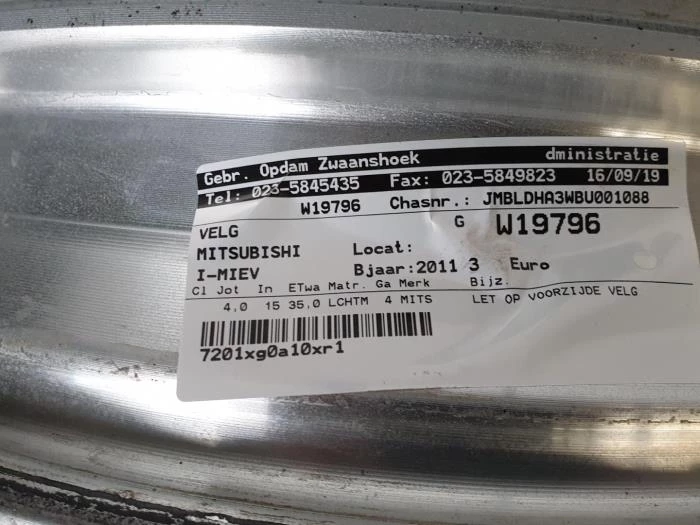 Gebr. Opdam Zwaanshoek dministratie
Tel: 023-5845435 Fax: 023-5849823 16/09/19
W19796 Chasnr.: JMBLDHA3WBU001088
VELG G W19796
MITSUBISHI Locat:
I-MIEV Bjaar:2011 3 Euro
Cl Jot In ETwa Matr. Ga Merk Bijz.
4,0 15 35,0 LCHTM 4 MITS LET OP VOORZIJDE VELG
7201xg0a10xr1